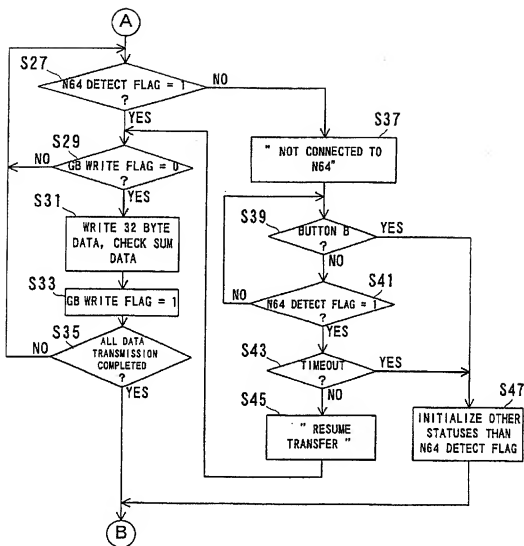 A
S27
N64 DETECT FLAG = 1
?
NO
YES
S29
GB WRITE FLAG = 0
?
NO
YES
S31
WRITE 32 BYTE
DATA, CHECK SUM
DATA
S33
GB WRITE FLAG = 1
S35
ALL DATA
TRANSMISSION
COMPLETED
?
NO
YES
S37
" NOT CONNECTED TO
N64"
S39
BUTTON B
?
YES
NO
S41
N64 DETECT FLAG = 1
?
NO
YES
S43
TIMEOUT
?
YES
NO
S45
" RESUME
TRANSFER "
S47
INITIALIZE OTHER
STATUSES THAN
N64 DETECT FLAG
B